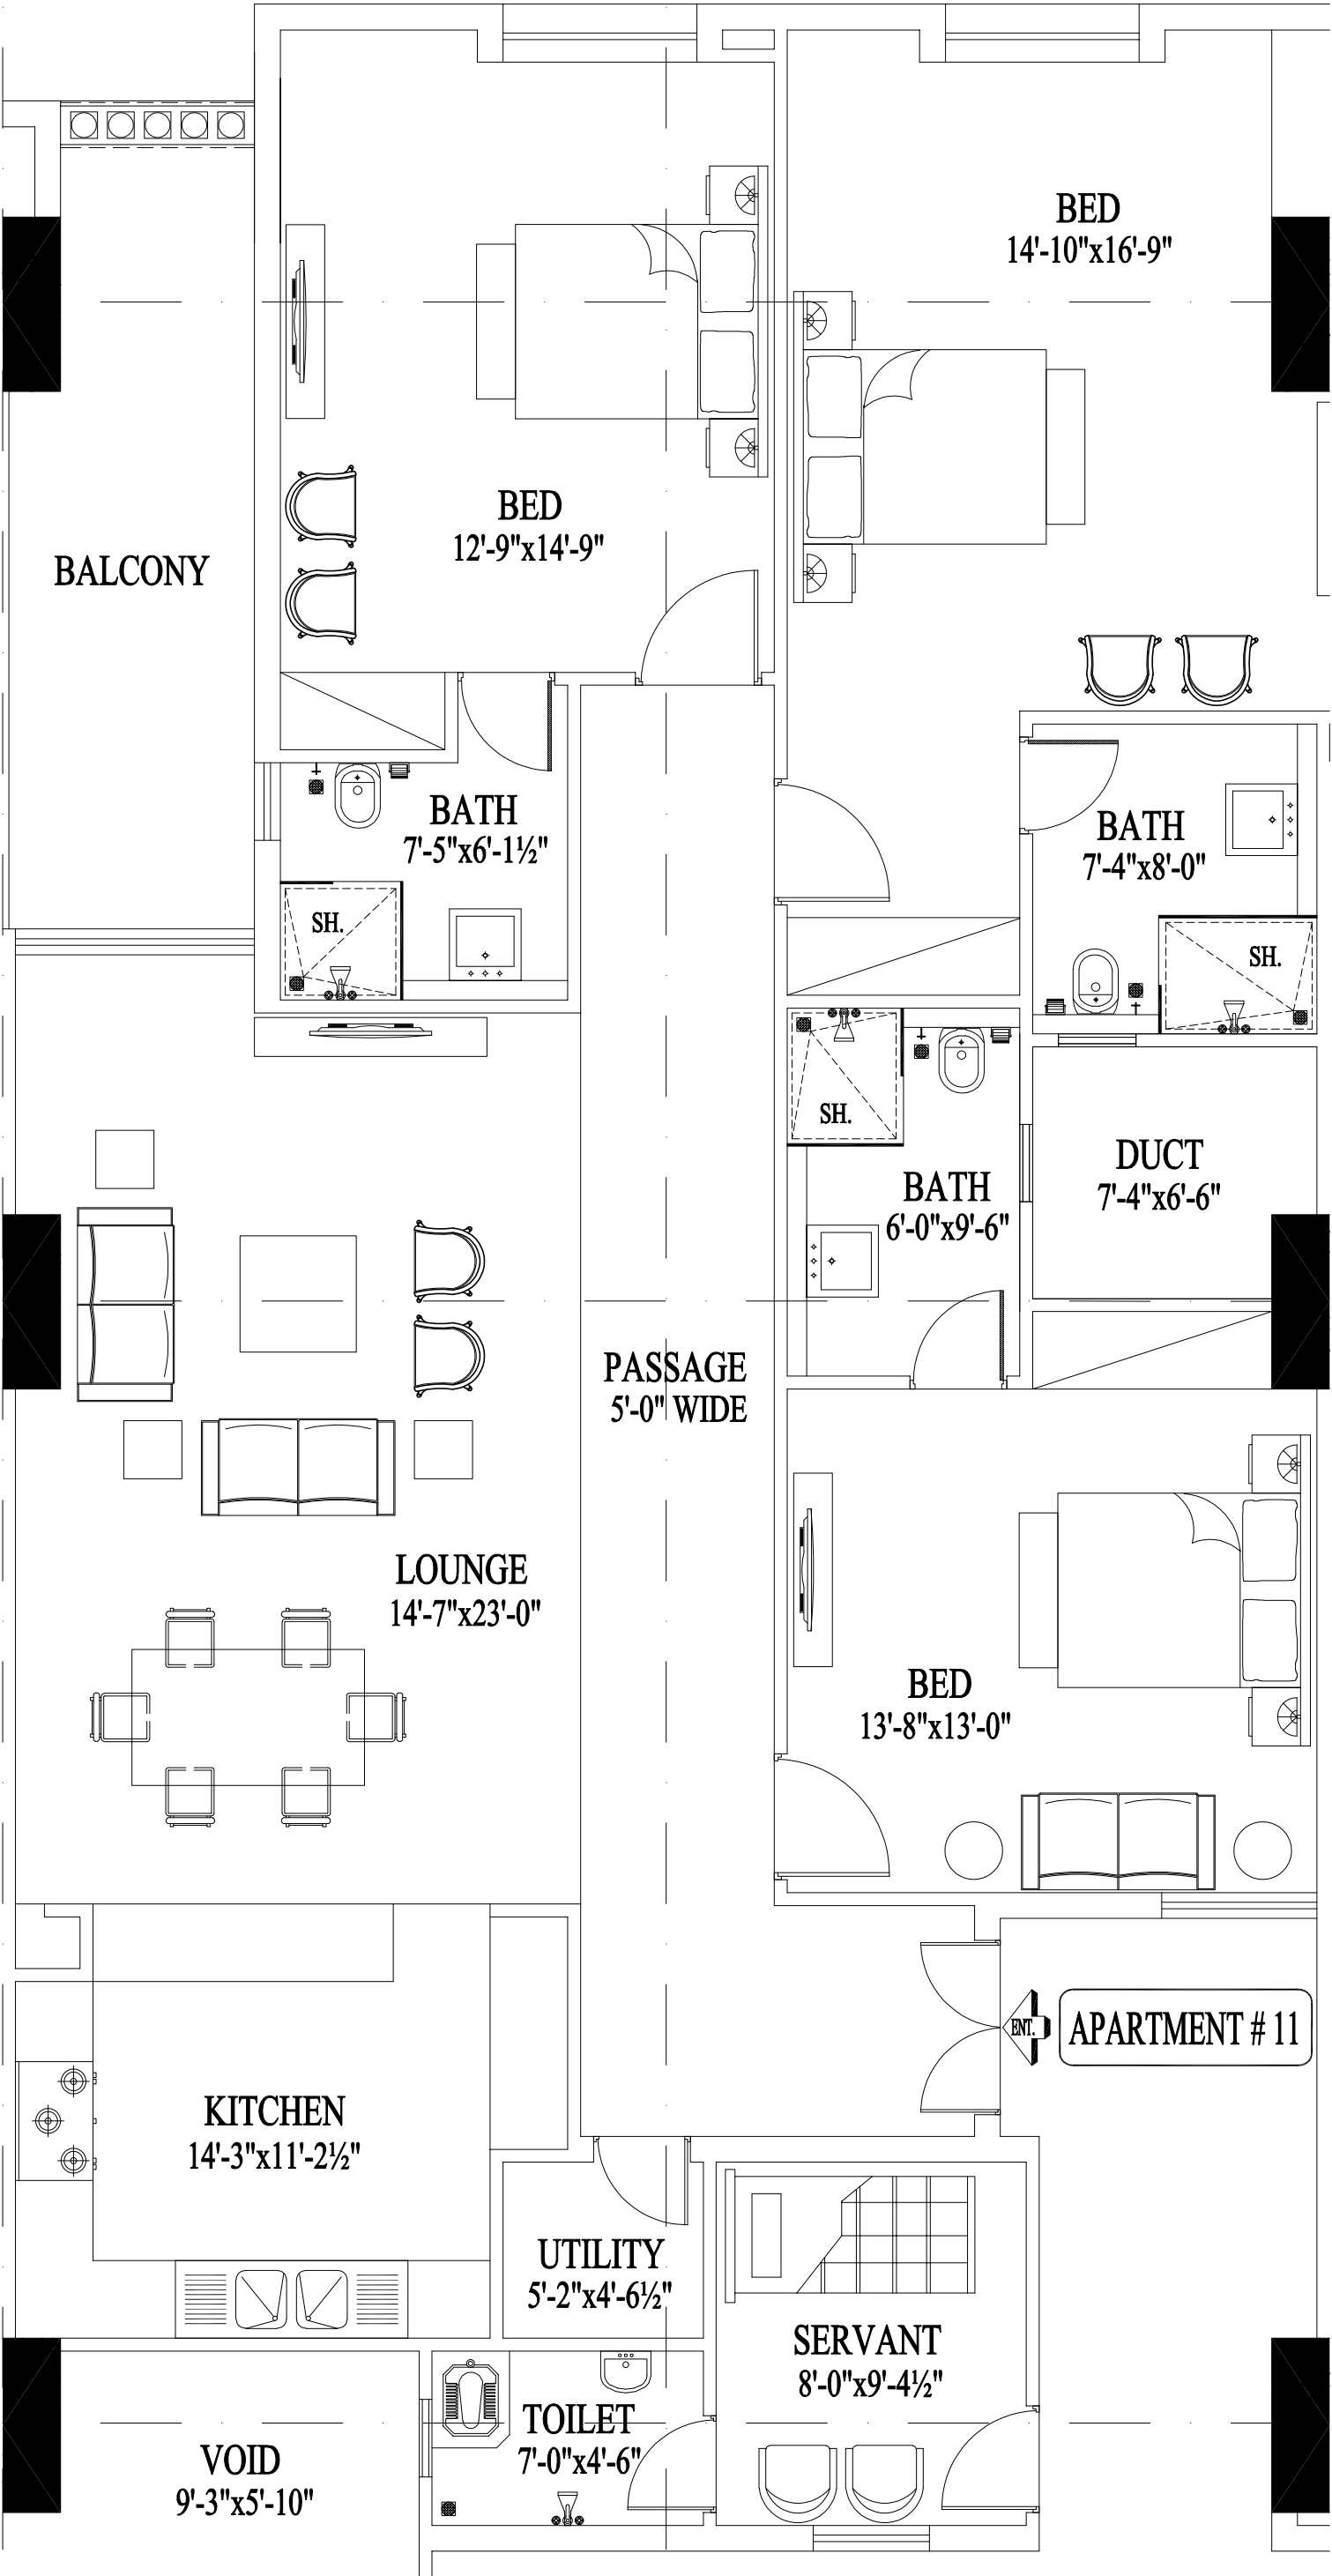 BED
14'-10"x16'-9"
BED
12'-9"x14'-9"
BALCONY
BATH
7'-5"x6'-1½"
BATH
7'-4"x8'-0"
SH.
SH.
SH.
DUCT
7'-4"x6'-6"
BATH
6'-0"x9'-6"
PASSAGE
5'-0" WIDE
LOUNGE
14'-7"x23'-0"
BED
13'-8"x13'-0"
ENT.
APARTMENT # 11
KITCHEN
14'-3"x11'-2½"
UTILITY
5'-2"x4'-6½"
SERVANT
8'-0"x9'-4½"
TOILET
7'-0"x4'-6"
VOID
9'-3"x5'-10"